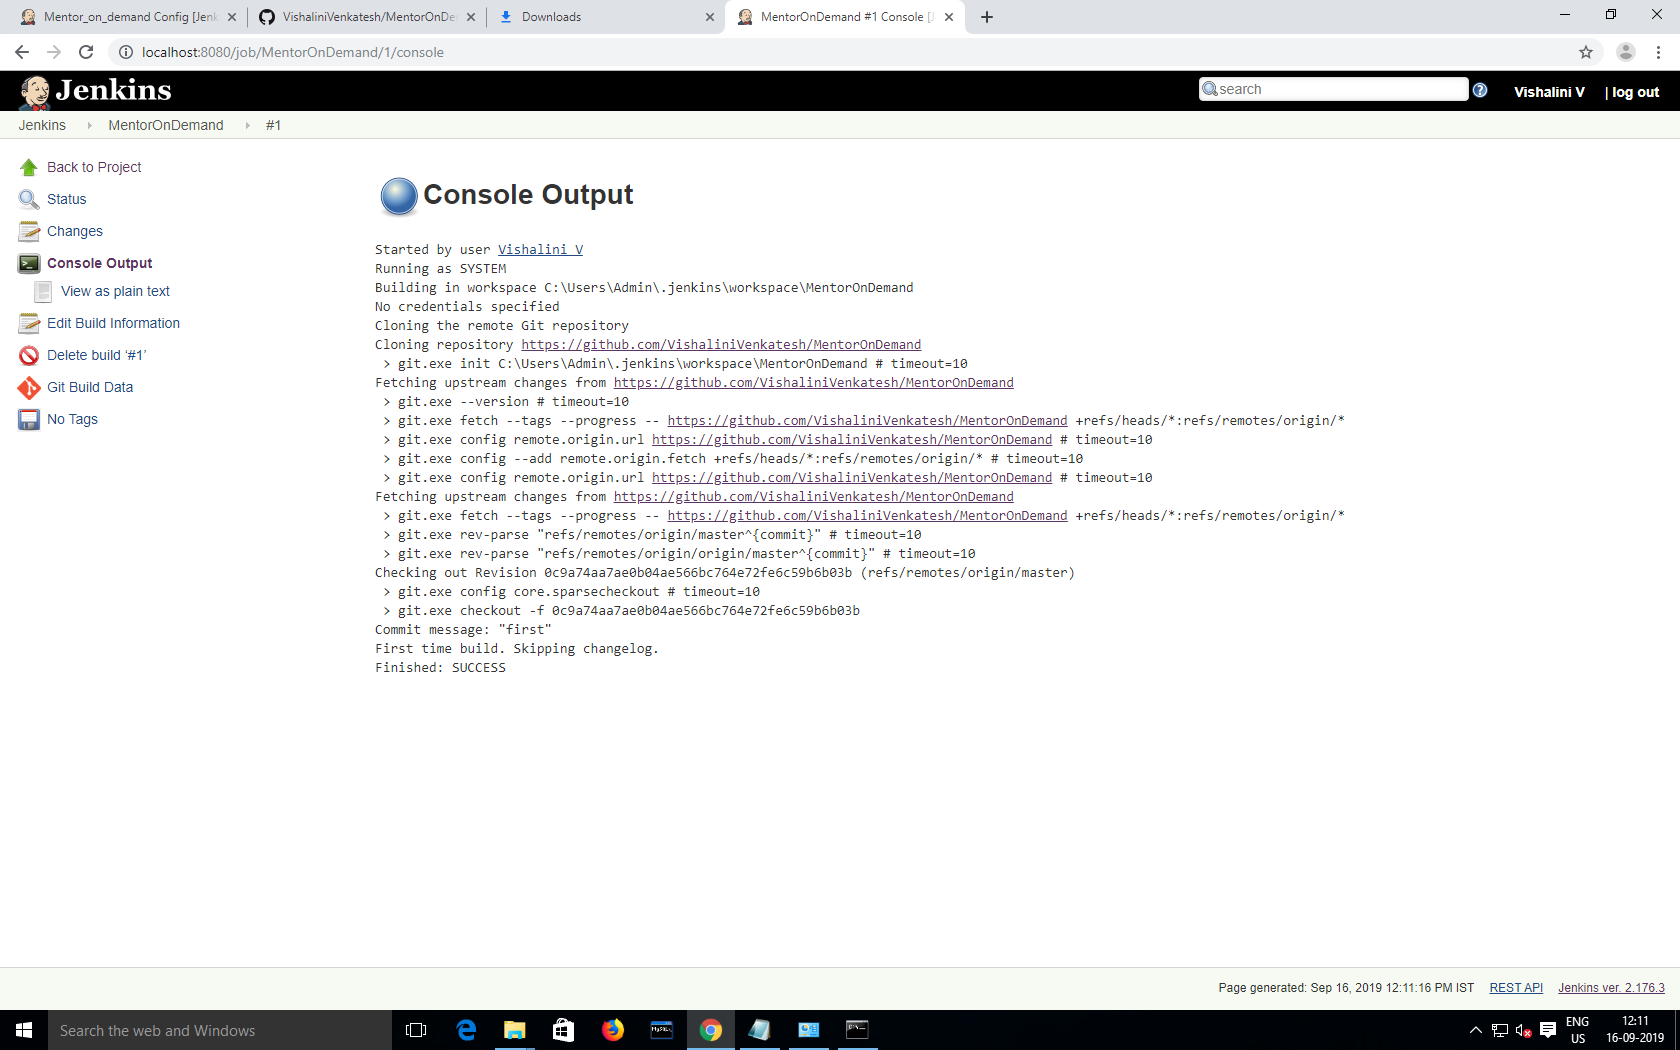 Mentor_on_demand Config [Jenk
VishaliniVenkatesh/MentorOnDe
Downloads
MentorOnDemand #1 Console [J
localhost:8080/job/MentorOnDemand/1/console
Jenkins
search
Vishalini V
| log out
Jenkins
MentorOnDemand
#1
Back to Project
Status
Changes
Console Output
View as plain text
Edit Build Information
Delete build ‘#1’
Git Build Data
No Tags
Console Output
Started by user Vishalini V
Running as SYSTEM
Building in workspace C:\Users\Admin\.jenkins\workspace\MentorOnDemand
No credentials specified
Cloning the remote Git repository
Cloning repository https://github.com/VishaliniVenkatesh/MentorOnDemand
 > git.exe init C:\Users\Admin\.jenkins\workspace\MentorOnDemand # timeout=10
Fetching upstream changes from https://github.com/VishaliniVenkatesh/MentorOnDemand
 > git.exe --version # timeout=10
 > git.exe fetch --tags --progress -- https://github.com/VishaliniVenkatesh/MentorOnDemand +refs/heads/*:refs/remotes/origin/*
 > git.exe config remote.origin.url https://github.com/VishaliniVenkatesh/MentorOnDemand # timeout=10
 > git.exe config --add remote.origin.fetch +refs/heads/*:refs/remotes/origin/* # timeout=10
 > git.exe config remote.origin.url https://github.com/VishaliniVenkatesh/MentorOnDemand # timeout=10
Fetching upstream changes from https://github.com/VishaliniVenkatesh/MentorOnDemand
 > git.exe fetch --tags --progress -- https://github.com/VishaliniVenkatesh/MentorOnDemand +refs/heads/*:refs/remotes/origin/*
 > git.exe rev-parse "refs/remotes/origin/master^{commit}" # timeout=10
 > git.exe rev-parse "refs/remotes/origin/origin/master^{commit}" # timeout=10
Checking out Revision 0c9a74aa7ae0b04ae566bc764e72fe6c59b6b03b (refs/remotes/origin/master)
 > git.exe config core.sparsecheckout # timeout=10
 > git.exe checkout -f 0c9a74aa7ae0b04ae566bc764e72fe6c59b6b03b
Commit message: "first"
First time build. Skipping changelog.
Finished: SUCCESS
Page generated: Sep 16, 2019 12:11:16 PM IST
REST API
Jenkins ver. 2.176.3
Search the web and Windows
ENG
US
12:11
16-09-2019